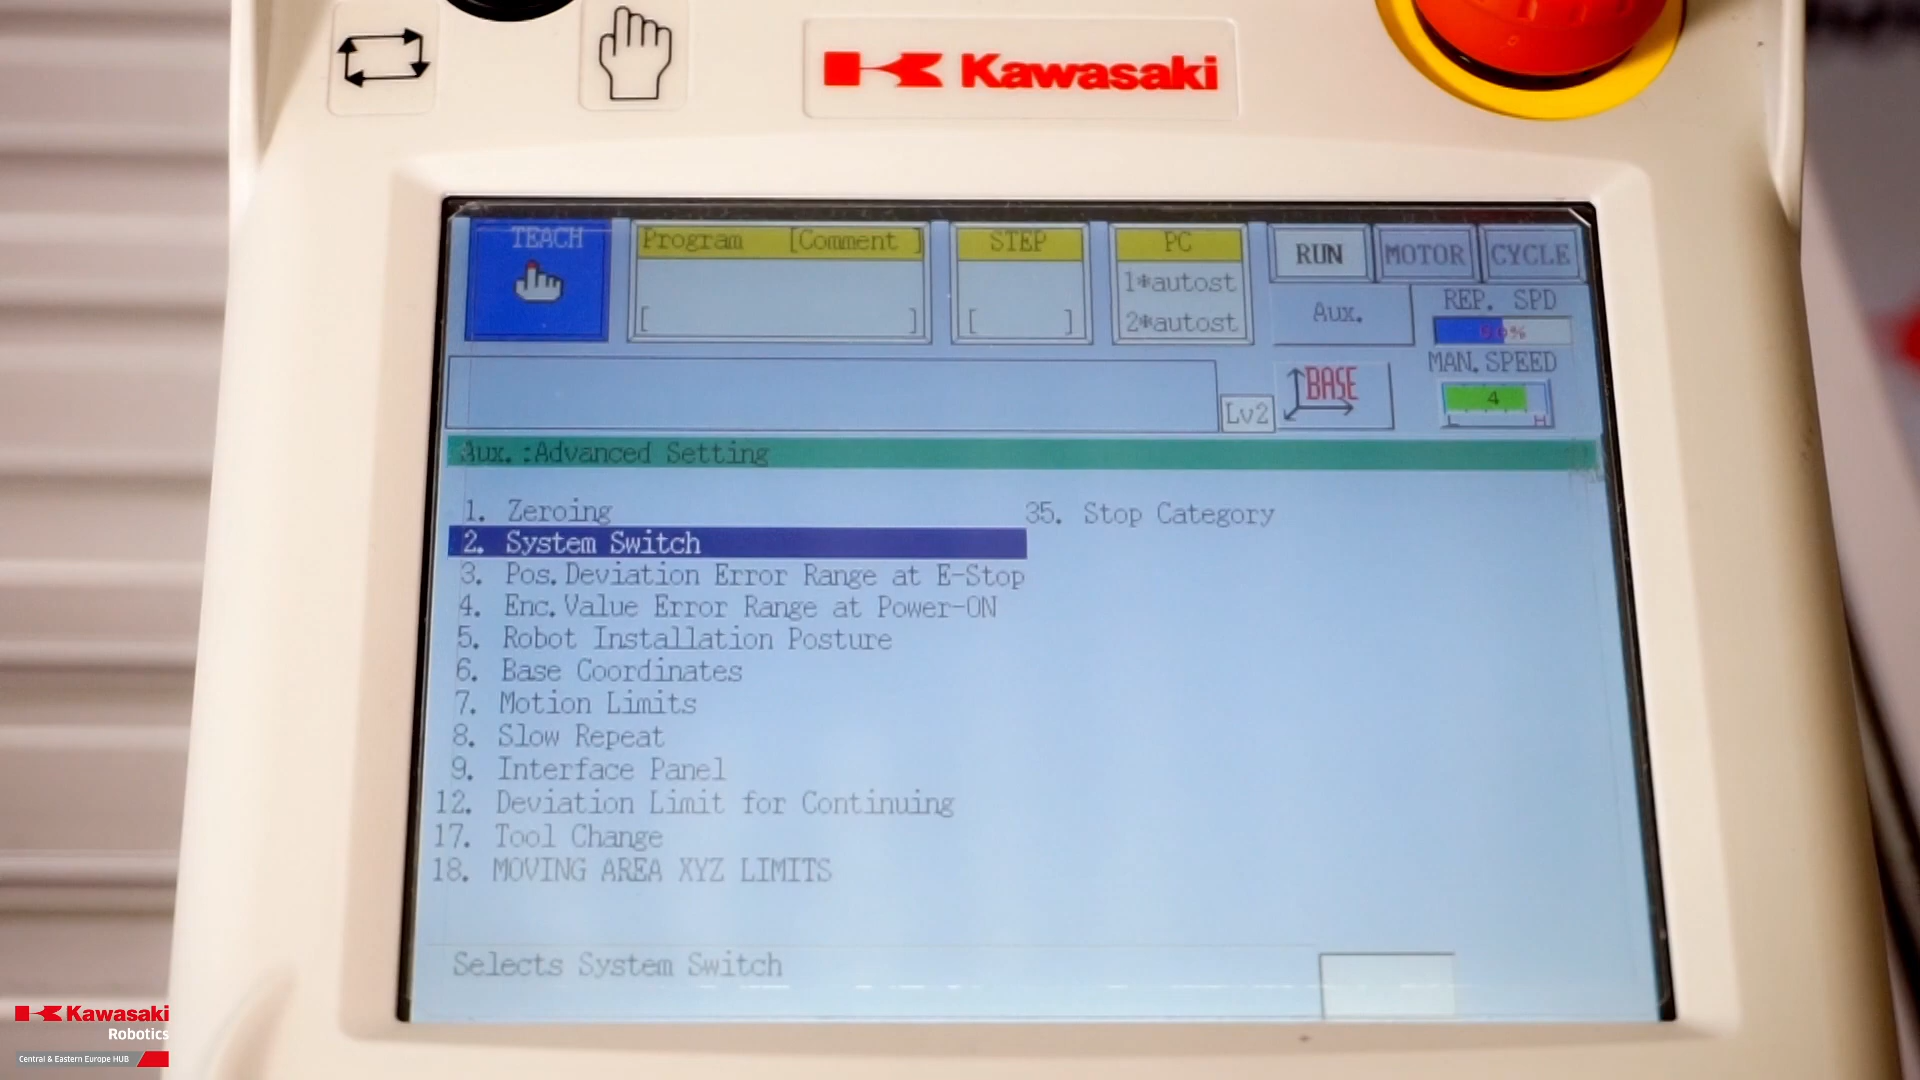 Kawasaki
TEACH
Program [Comment ]
[ ]
STEP
[ ]
PC
1*autost
2*autost
RUN
MOTOR
CYCLE
Aux.
REP. SPD
MAN.SPEED
4
L H
Lv2
BASE
Aux.:Advanced Setting
1. Zeroing
2. System Switch
3. Pos.Deviation Error Range at E-Stop
4. Enc.Value Error Range at Power-ON
5. Robot Installation Posture
6. Base Coordinates
7. Motion Limits
8. Slow Repeat
9. Interface Panel
12. Deviation Limit for Continuing
17. Tool Change
18. MOVING AREA XYZ LIMITS
35. Stop Category
Selects System Switch
Kawasaki
Robotics
Central & Eastern Europe HUB